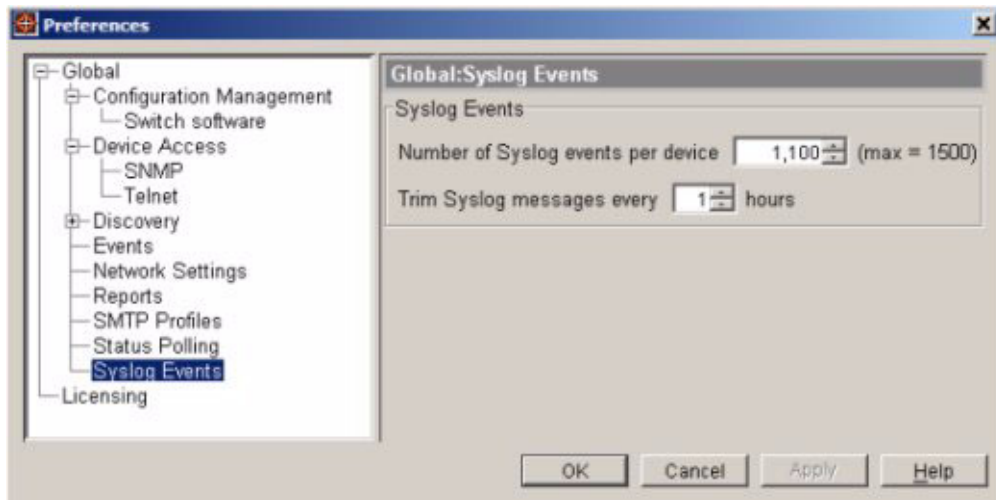 Preferences
Global
Configuration Management
Switch software
Device Access
SNMP
Telnet
Discovery
Events
Network Settings
Reports
SMTP Profiles
Status Polling
Syslog Events
Licensing
Global:Syslog Events
Syslog Events
Number of Syslog events per device 1,100 (max = 1500)
Trim Syslog messages every 1 hours
OK Cancel Apply Help